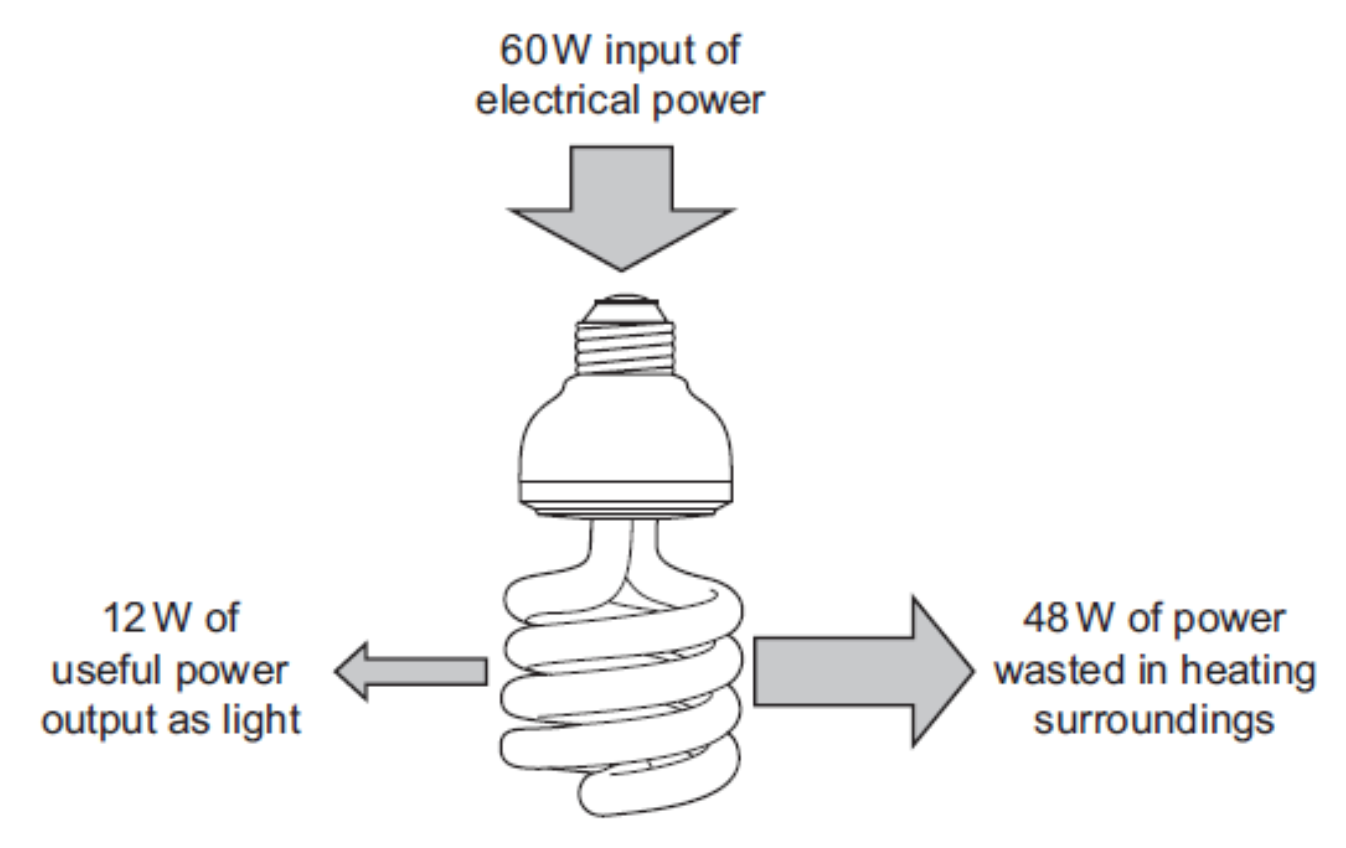 60 W input of
electrical power
12 W of
useful power
output as light
48 W of power
wasted in heating
surroundings